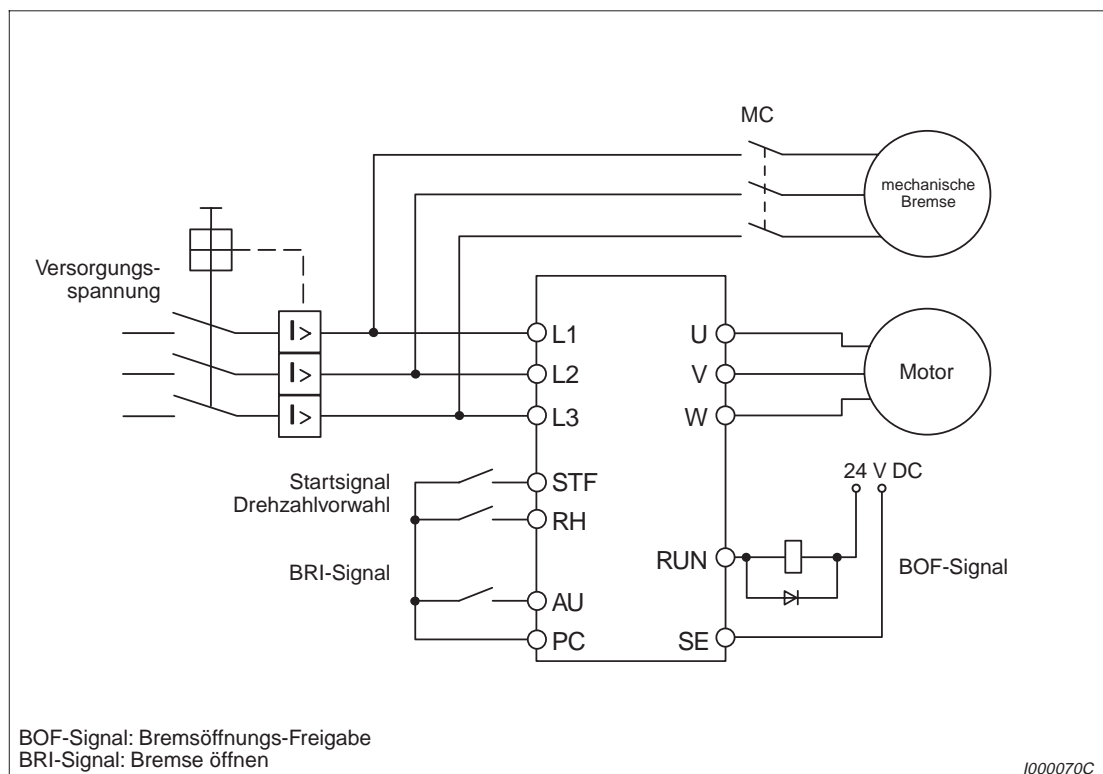 MC
mechanische
Bremse
Versorgungs-
spannung
I>
L1
U
I>
L2
V
Motor
I>
L3
W
24 V DC
Startsignal
Drehzahlvorwahl
STF
RH
RUN
BOF-Signal
BRI-Signal
AU
PC
SE
BOF-Signal: Bremsöffnungs-Freigabe
BRI-Signal: Bremse öffnen
I000070C